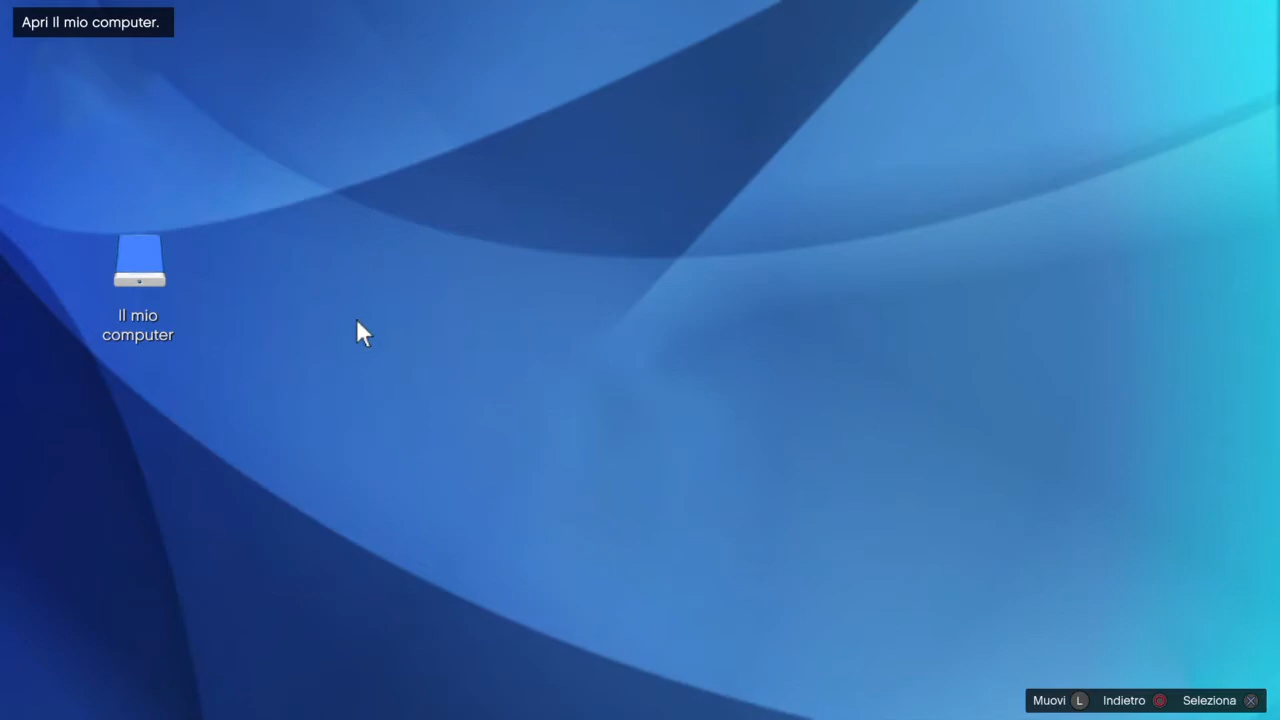 Apri Il mio computer.
Il mio
computer
Muovi L Indietro Seleziona